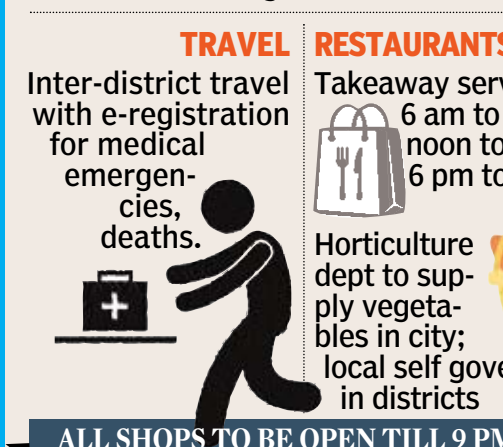 TRAVEL
Inter-district travel
with e-registration
for medical
emergen-
cies,
deaths.
RESTAURANTS
Takeaway
6 am to
noon to
6 pm to
Horticulture
dept to sup-
ply vegeta-
bles in city;
local self
in districts
ALL SHOPS TO BE OPEN TILL 9 PM